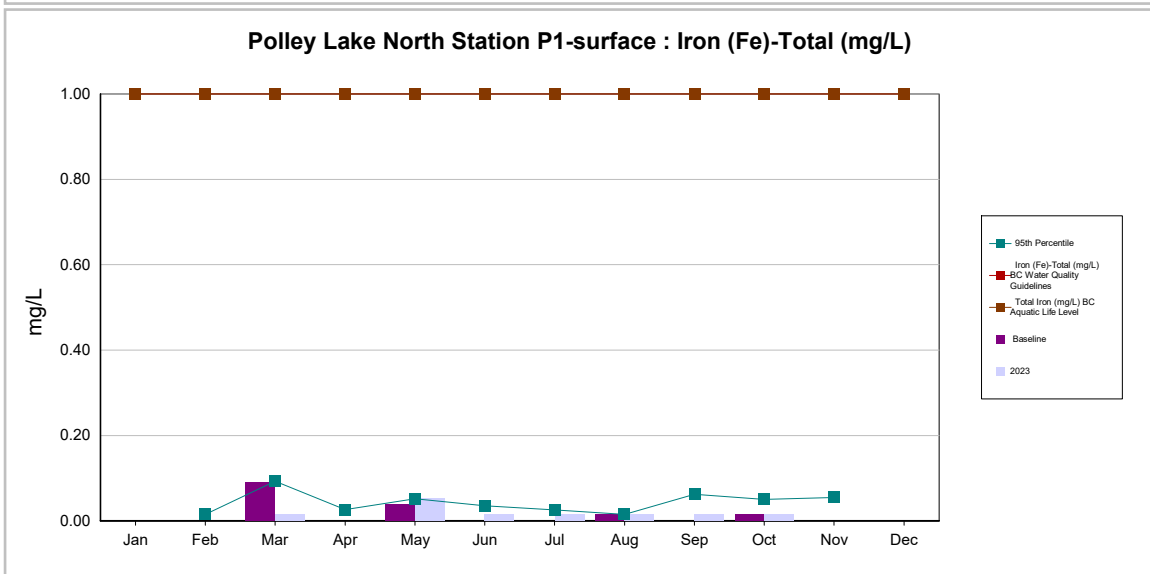 Polley Lake North Station P1-surface : Iron (Fe)-Total (mg/L)
1.00
0.80
0.60
0.40
0.20
0.00
mg/L
Jan Feb Mar Apr May Jun Jul Aug Sep Oct Nov Dec
95th Percentile
Iron (Fe)-Total (mg/L)
BC Water Quality
Guidelines
Total Iron (mg/L) BC
Aquatic Life Level
Baseline
2023